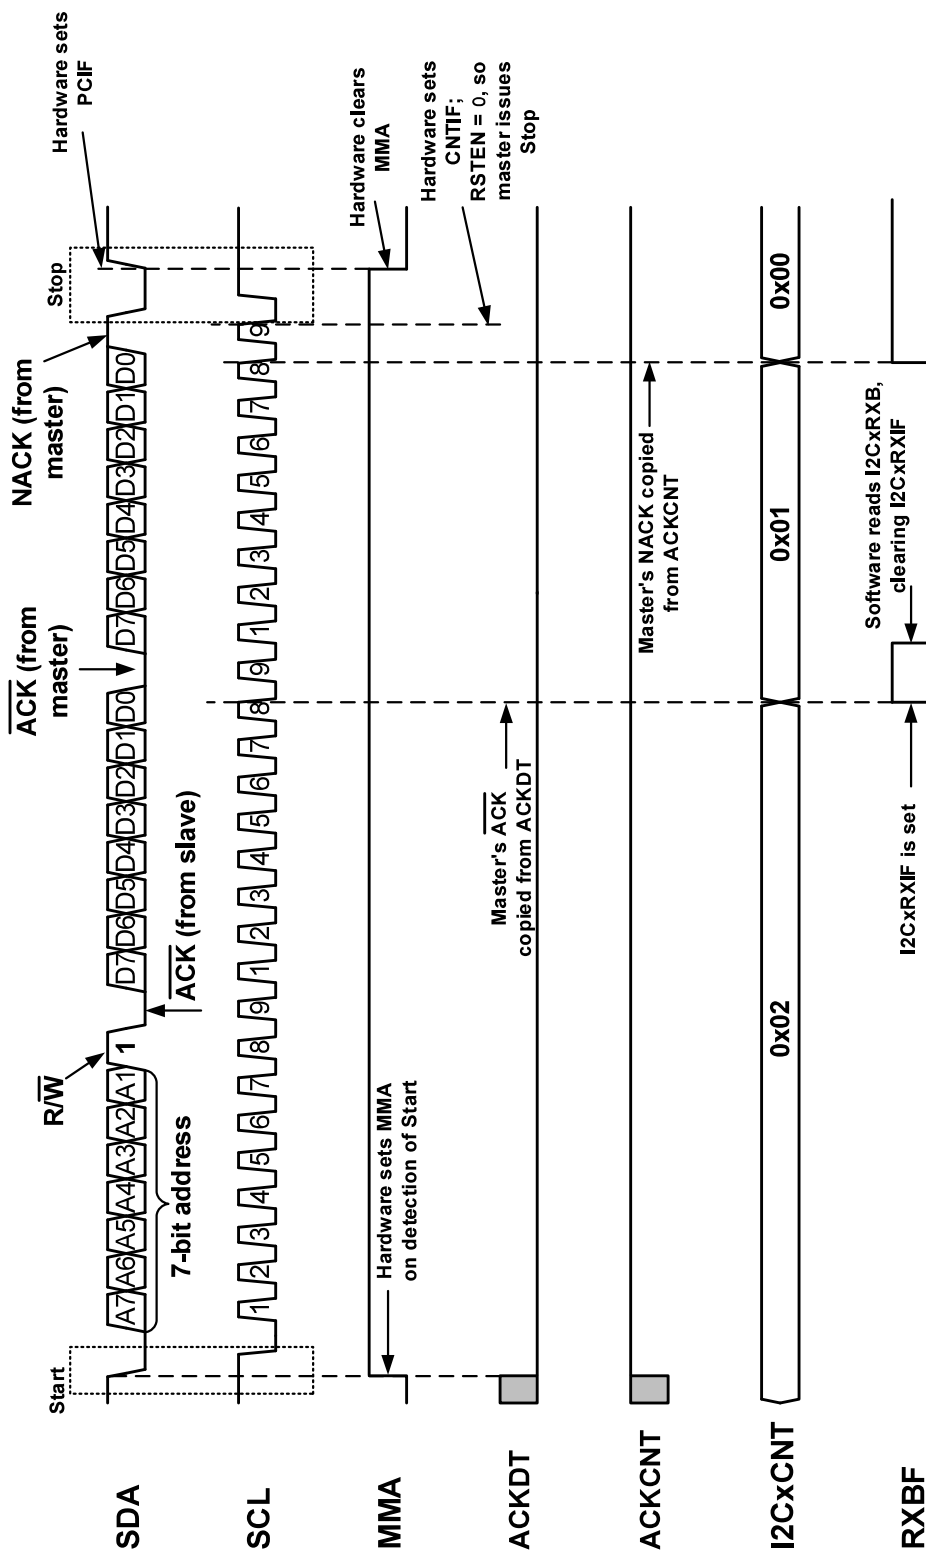 SDA
Start
A7 A6 A5 A4 A3 A2 A1
7-bit address
R/W̅
1
A̅C̅K̅ (from slave)
D7 D6 D5 D4 D3 D2 D1 D0
A̅C̅K̅ (from
master)
D7 D6 D5 D4 D3 D2 D1 D0
NACK (from
master)
Stop
Hardware sets
PCIF
SCL
1 2 3 4 5 6 7 8 9 1 2 3 4 5 6 7 8 9 1 2 3 4 5 6 7 8 9
MMA
Hardware sets MMA
on detection of Start
Hardware clears
MMA
Hardware sets
CNTIF;
RSTEN = 0, so
master issues
Stop
ACKDT
Master's A̅C̅K̅
copied from ACKDT
ACKCNT
Master's NACK copied
from ACKCNT
I2CxCNT
0x02
0x01
0x00
RXBF
I2CxRXIF is set
Software reads I2CxRXB,
clearing I2CxRXIF